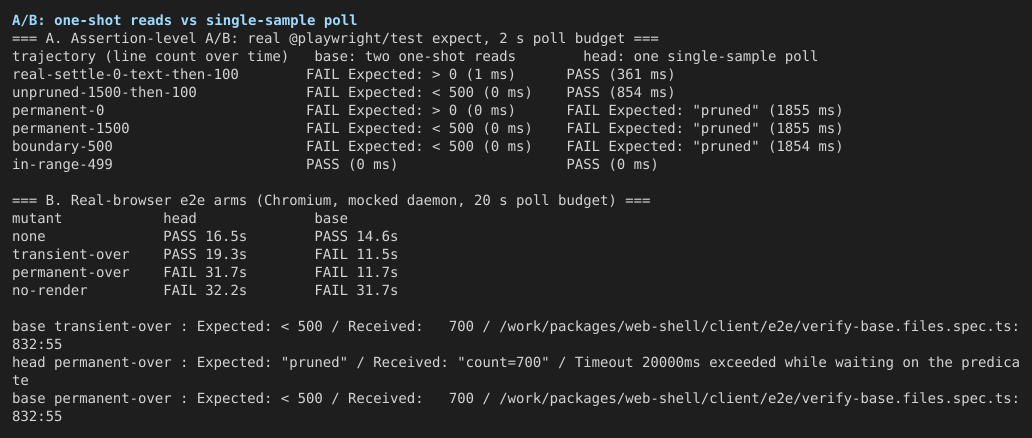 A/B: one-shot reads vs single-sample poll
=== A. Assertion-level A/B: real @playwright/test expect, 2 s poll budget ===
trajectory (line count over time)   base: two one-shot reads        head: one single-sample poll
real-settle-0-text-then-100        FAIL Expected: > 0 (1 ms)      PASS (361 ms)
unpruned-1500-then-100             FAIL Expected: < 500 (0 ms)    PASS (854 ms)
permanent-0                        FAIL Expected: > 0 (0 ms)      FAIL Expected: "pruned" (1855 ms)
permanent-1500                     FAIL Expected: < 500 (0 ms)    FAIL Expected: "pruned" (1855 ms)
boundary-500                       FAIL Expected: < 500 (0 ms)    FAIL Expected: "pruned" (1854 ms)
in-range-499                       PASS (0 ms)                    PASS (0 ms)
=== B. Real-browser e2e arms (Chromium, mocked daemon, 20 s poll budget) ===
mutant            head              base
none              PASS 16.5s        PASS 14.6s
transient-over    PASS 19.3s        FAIL 11.5s
permanent-over    FAIL 31.7s        FAIL 11.7s
no-render         FAIL 32.2s        FAIL 31.7s
base transient-over : Expected: < 500 / Received:   700 / /work/packages/web-shell/client/e2e/verify-base.files.spec.ts:
832:55
head permanent-over : Expected: "pruned" / Received: "count=700" / Timeout 20000ms exceeded while waiting on the predica
te
base permanent-over : Expected: < 500 / Received:   700 / /work/packages/web-shell/client/e2e/verify-base.files.spec.ts:
832:55